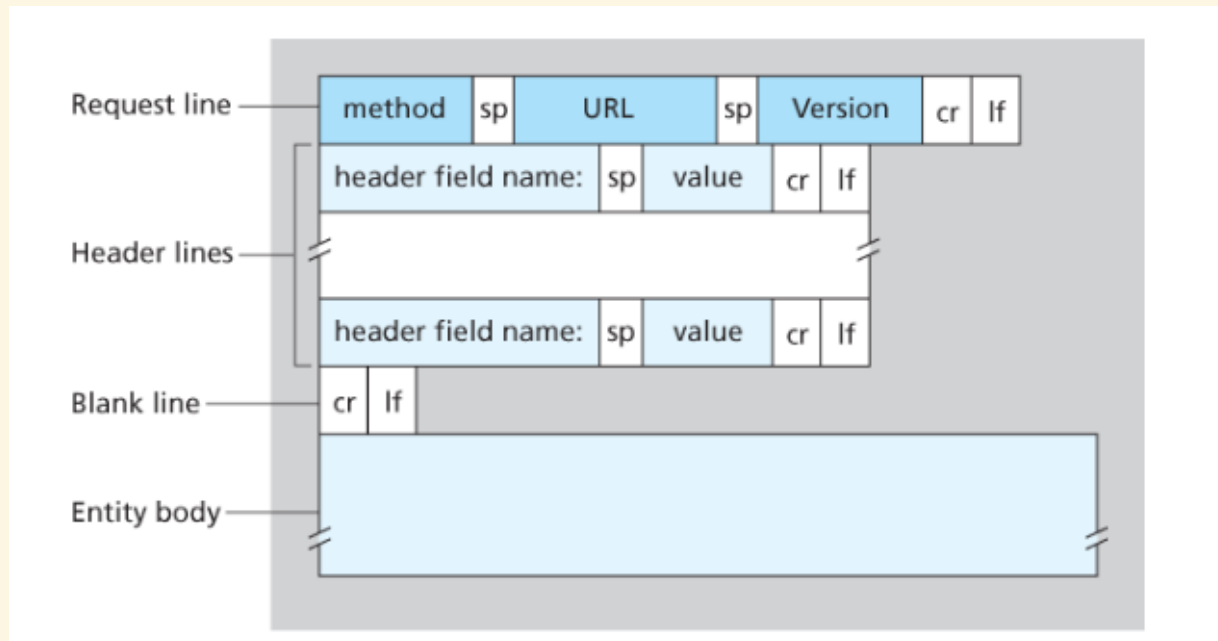 Request line method sp URL sp Version cr lf
header field name: sp value cr lf
Header lines
header field name: sp value cr lf
Blank line cr lf
Entity body